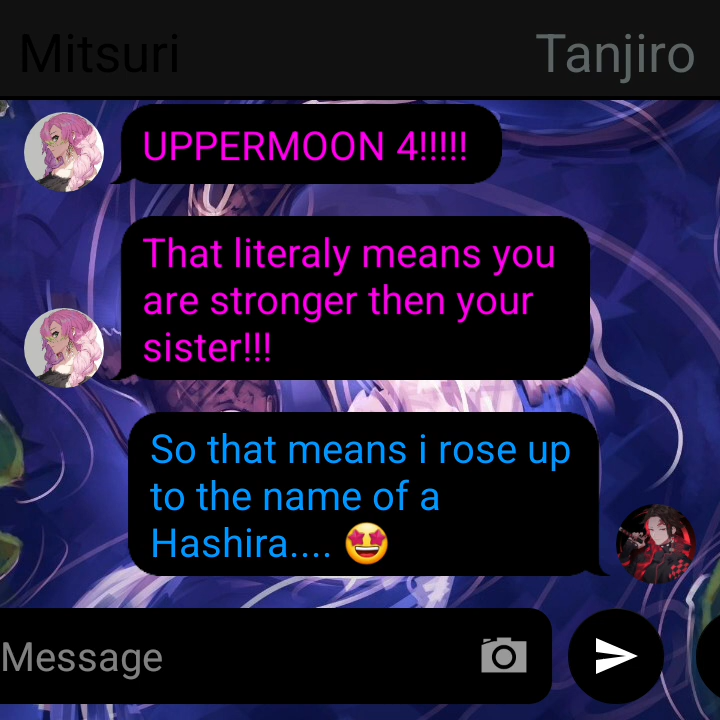 Mitsuri Tanjiro
UPPERMOON 4!!!!!
That literaly means you
are stronger then your
sister!!!
So that means i rose up
to the name of a
Hashira.... 🤩
Message